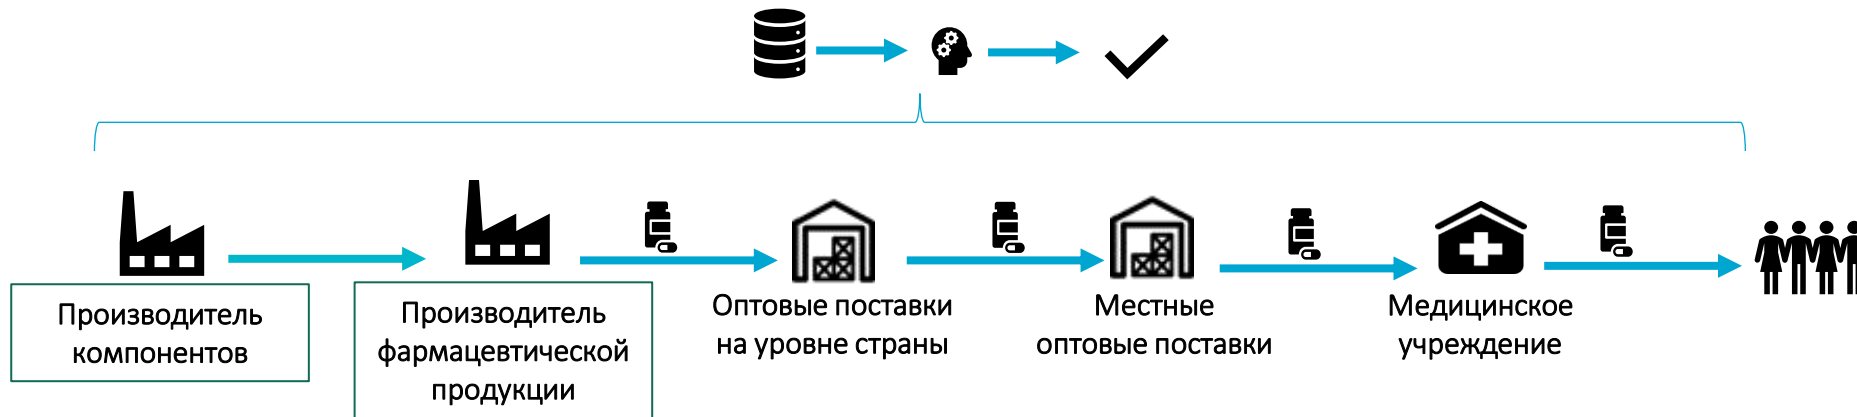 Производитель
компонентов
Производитель
фармацевтической
продукции
Оптовые поставки
на уровне страны
Местные
оптовые поставки
Медицинское
учреждение